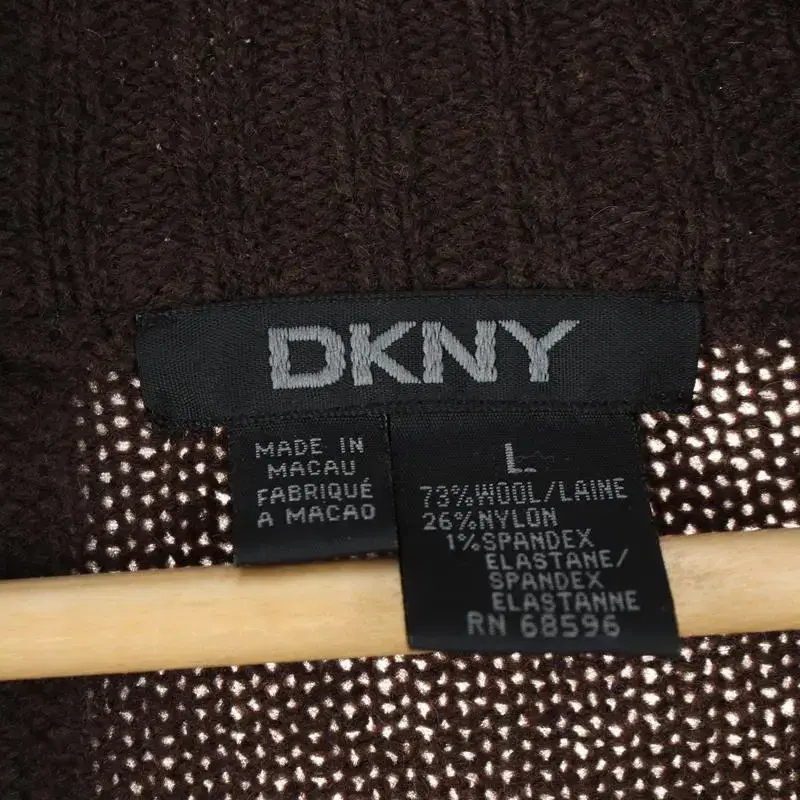 DKNY
MADE IN
MACAU
FABRIQUÉ
A MACAO
L
73%WOOL/LAINE
26%NYLON
1%SPANDEX
ELASTANE/
SPANDEX
ELASTANNE
RN 68596